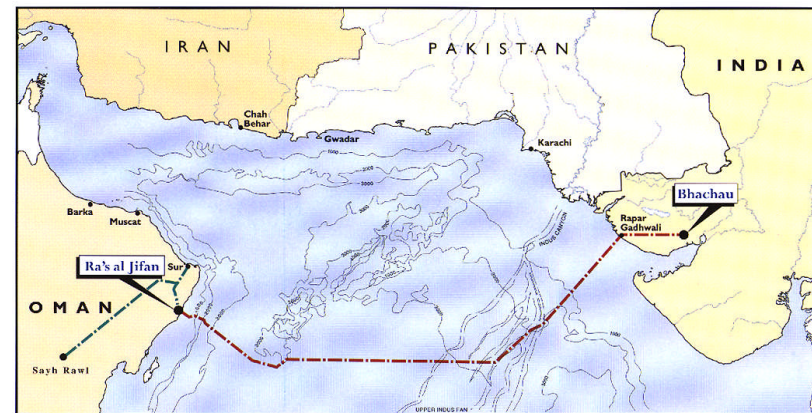 IRAN
PAKISTAN
INDIA
Chah
Behar
Gwadar
Karachi
Bhachau
Barka
Muscat
Rapar
Gadhwali
INDUS CANYON
Ra's al Jifan
Sur
OMAN
Sayh Rawl
UPPER INDUS FAN